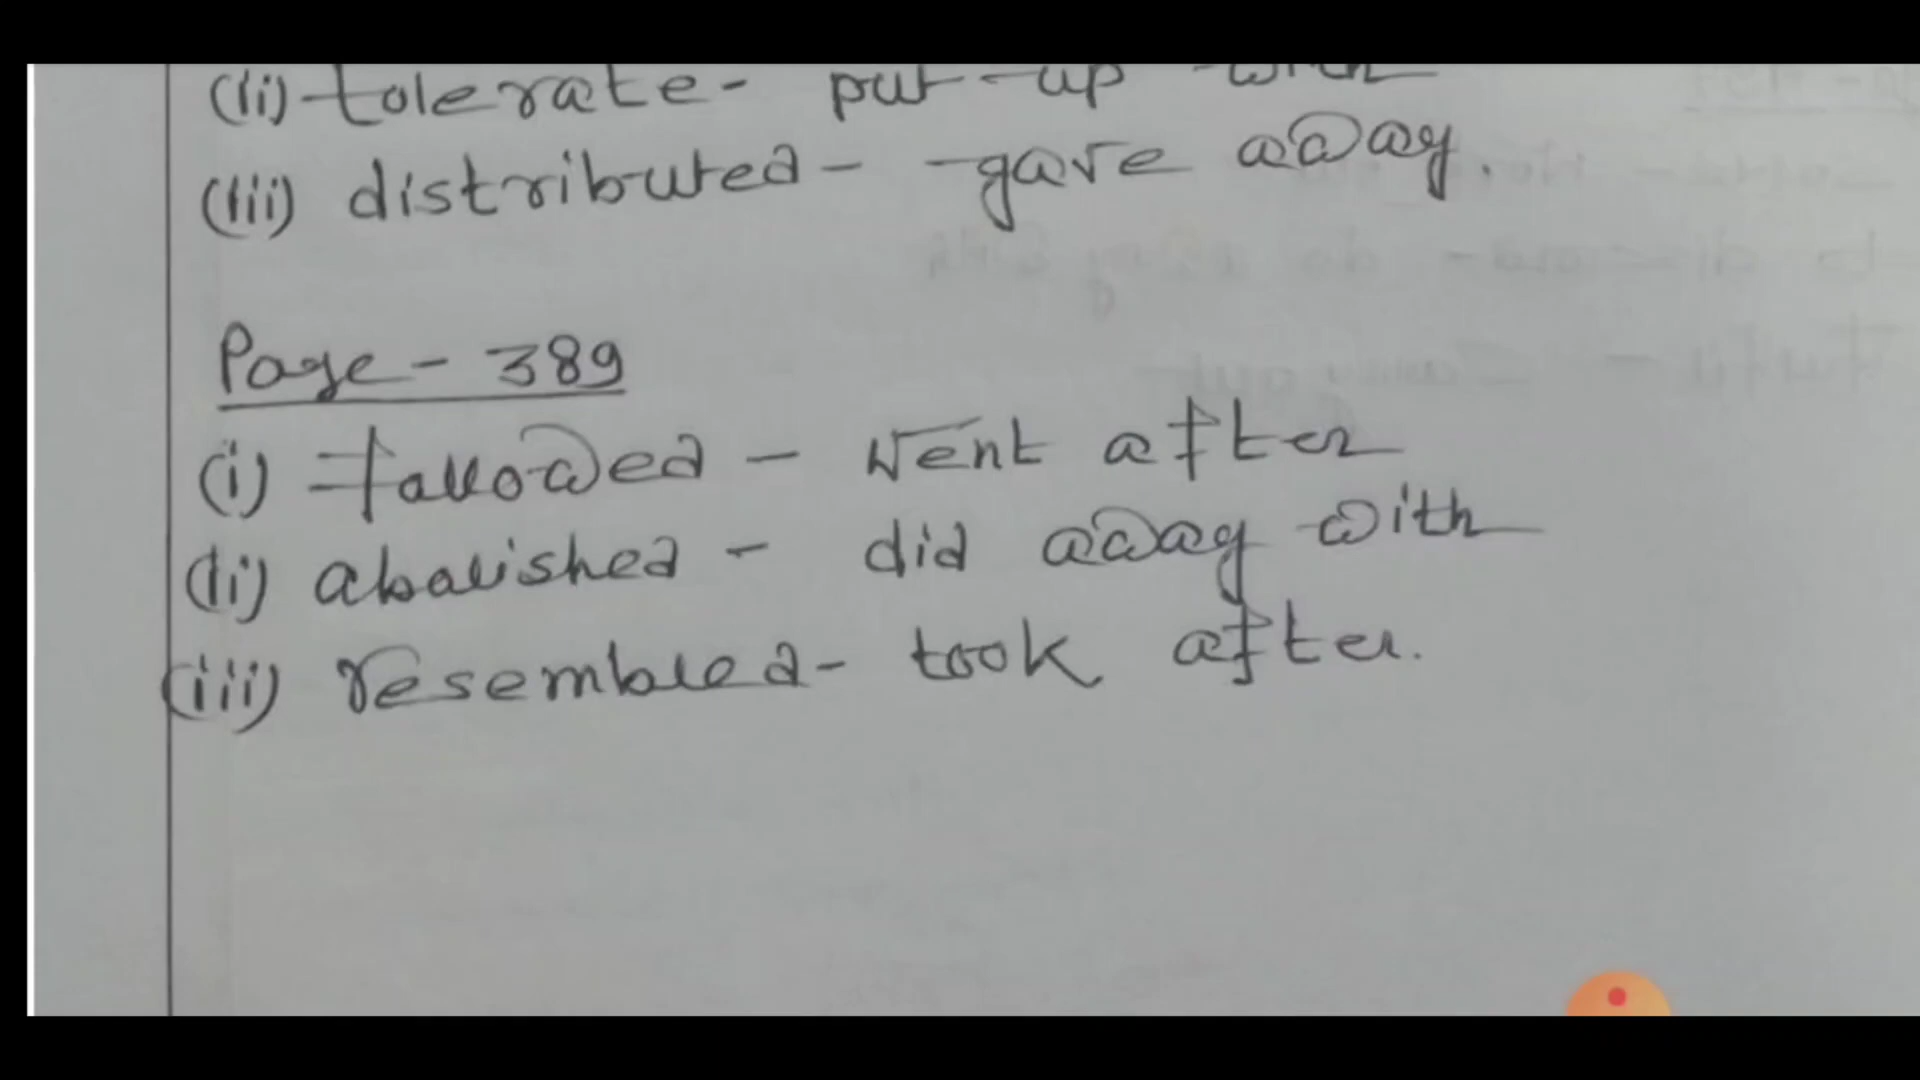 (ii) tolerate - put up with
(iii) distributed - gave away.
Page - 389
(i) followed - went after
(ii) abolished - did away with
(iii) resembled - took after.